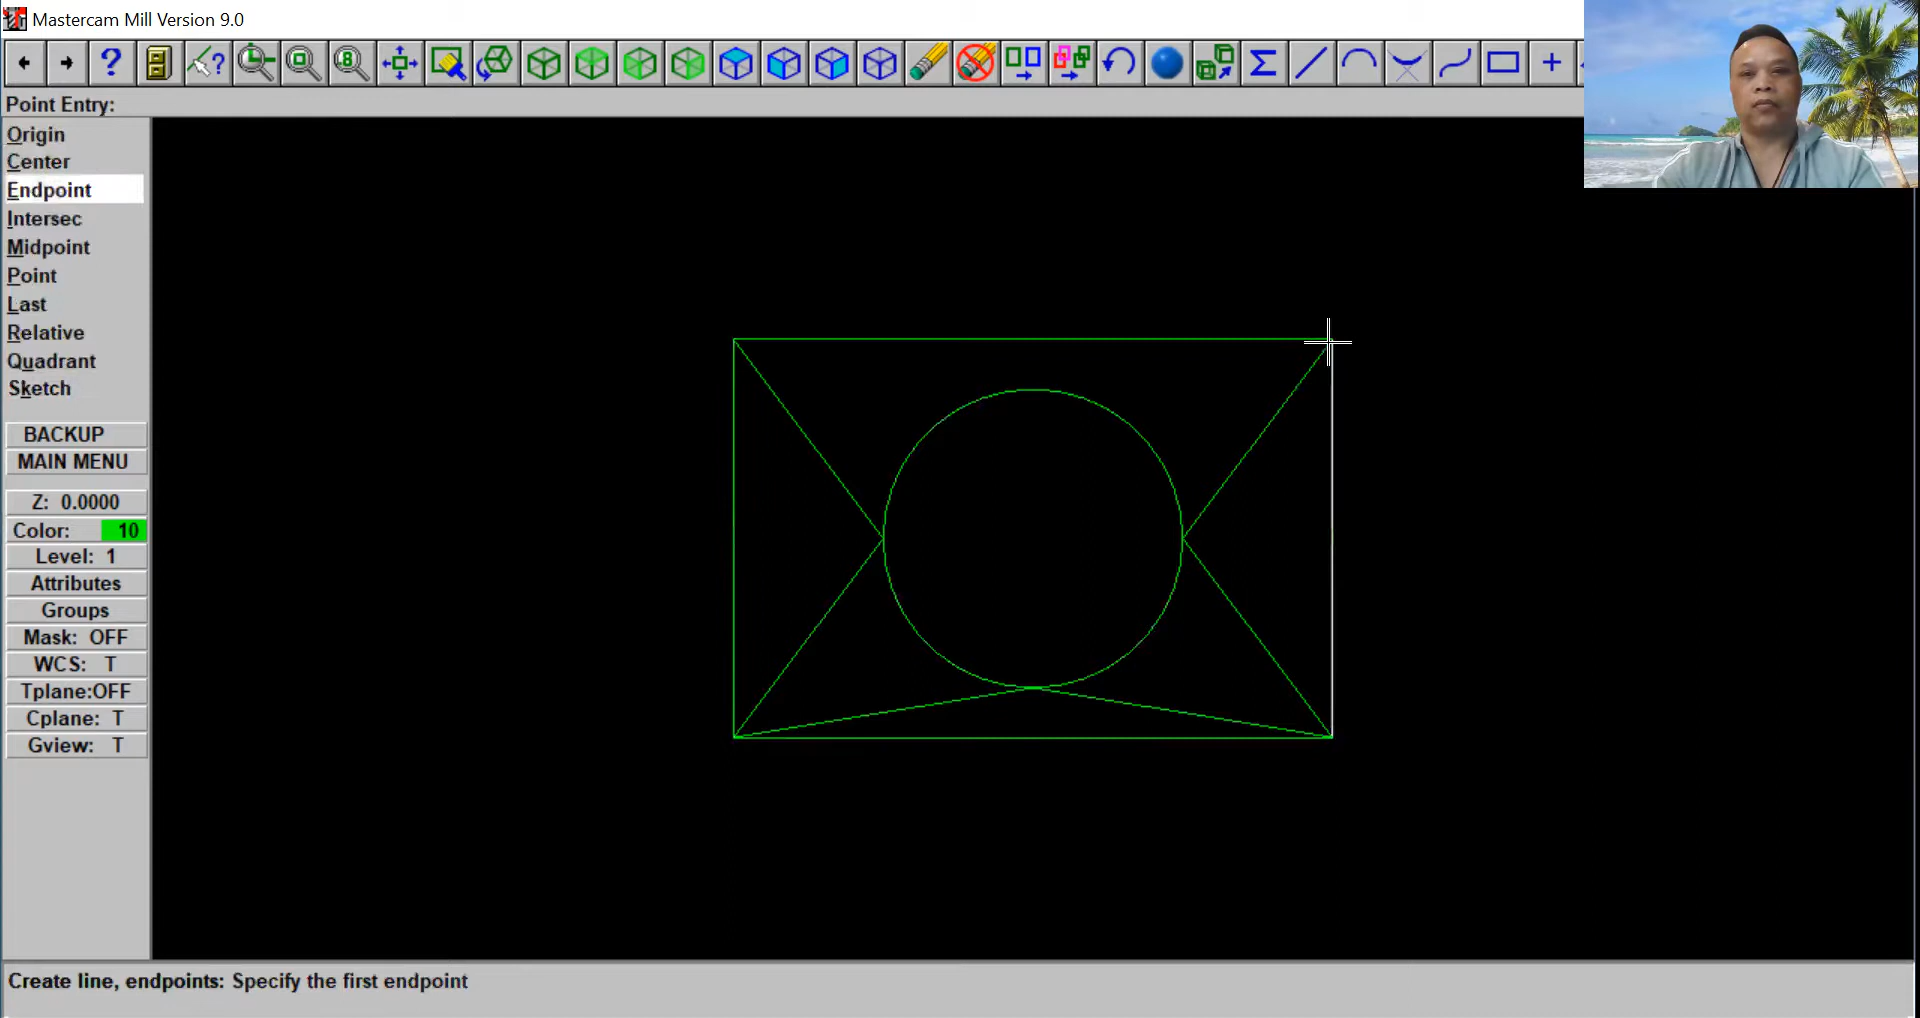 Mastercam Mill Version 9.0
Point Entry:
Origin
Center
Endpoint
Intersec
Midpoint
Point
Last
Relative
Quadrant
Sketch
BACKUP
MAIN MENU
Z: 0.0000
Color: 10
Level: 1
Attributes
Groups
Mask: OFF
WCS: T
Tplane:OFF
Cplane: T
Gview: T
Create line, endpoints: Specify the first endpoint